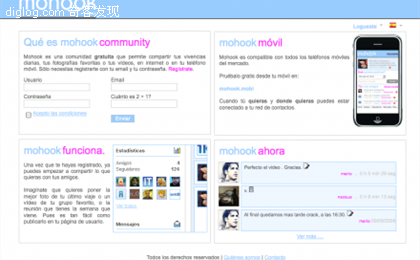 mohook
diglog.com 奇客发现
Loguéate
Qué es mohook community
Mohook es una comunidad gratuita que permite compartir tus vivencias
diarias, tus fotografías favoritas o tus vídeos, en internet o en tu teléfono
móvil. Sólo necesitas registrarte con tu email y tu contraseña. Regístrate.
Usuario
Email
Contraseña
Cuánto es 2 + 1?
Acepto las condiciones
Enviar
mohook móvil
Mohook es compatible con todos los teléfonos móviles
del mercado.
Pruébalo gratis desde tu móvil en:
mohook.mobi
Cuando tú quieras y donde quieras puedes estar
conectado a tu red de contactos.
mohook funciona.
Una vez que te hayas registrado, ya
puedes empezar a compartir lo que
quieras con tus amigos.
Imagínate que quieres poner la
mejor foto de tu último viaje o un
vídeo de tu grupo favorito, o la
reunión que tienes la semana que
viene. Pues es tan fácil como
publicarlo en tu página de usuario.
Estadísticas
Amigos 4
Seguidores 126
Mensajes
mohook ahora
Perfecto el video . Gracias.
Al final quedamos mas tarde crack, a las 16:30.
Ver más ...
Todos los derechos reservados | Quiénes somos | Contacto